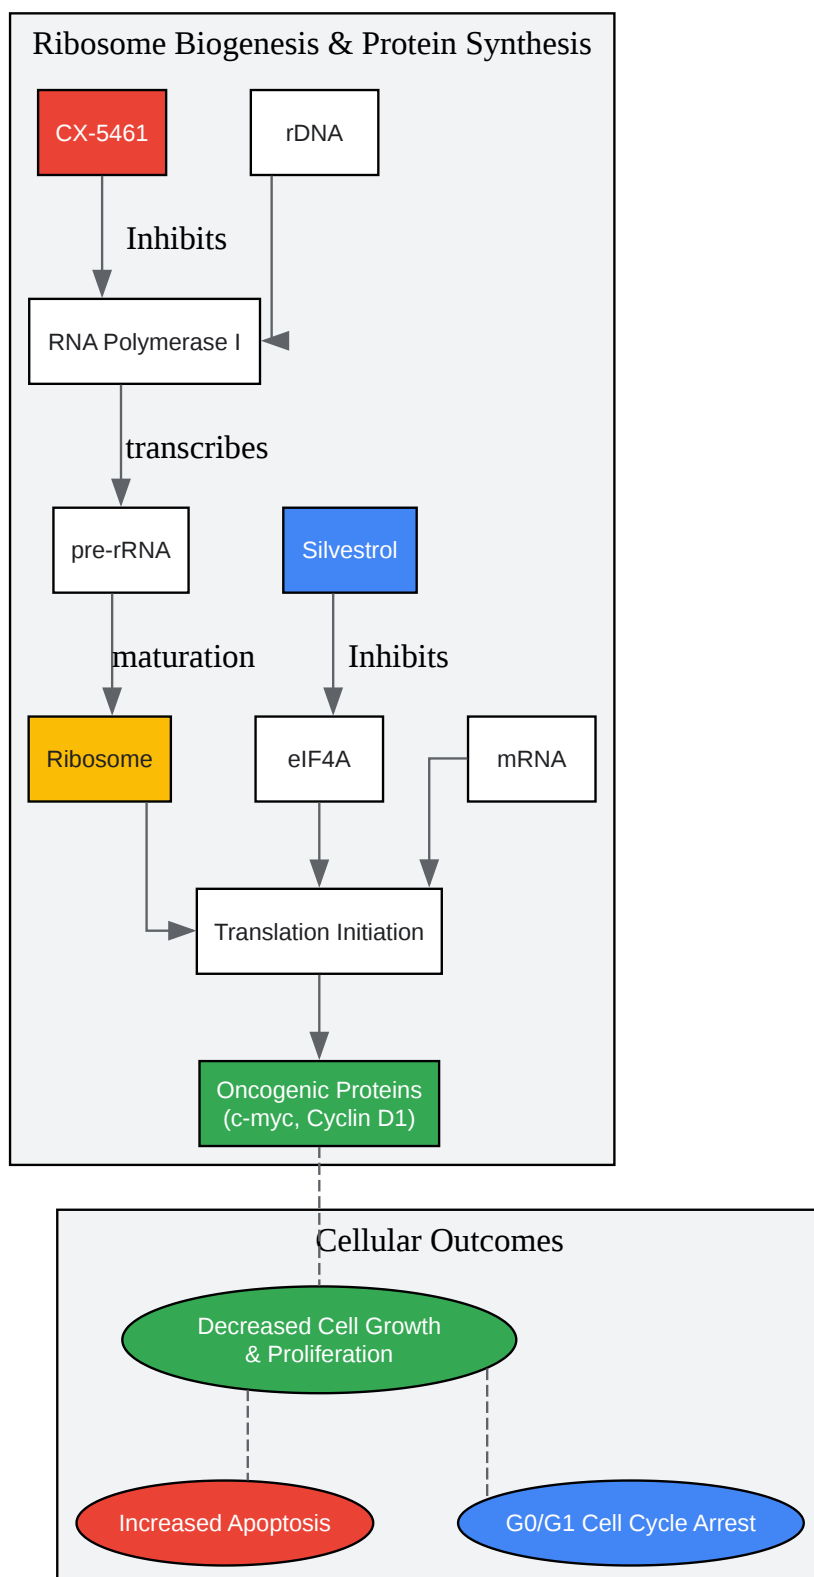 Ribosome Biogenesis & Protein Synthesis
CX-5461
rDNA
Inhibits
RNA Polymerase I
transcribes
pre-rRNA
Silvestrol
maturation
Inhibits
Ribosome
eIF4A
mRNA
Translation Initiation
Oncogenic Proteins
(c-myc, Cyclin D1)
Cellular Outcomes
Decreased Cell Growth
& Proliferation
Increased Apoptosis
G0/G1 Cell Cycle Arrest